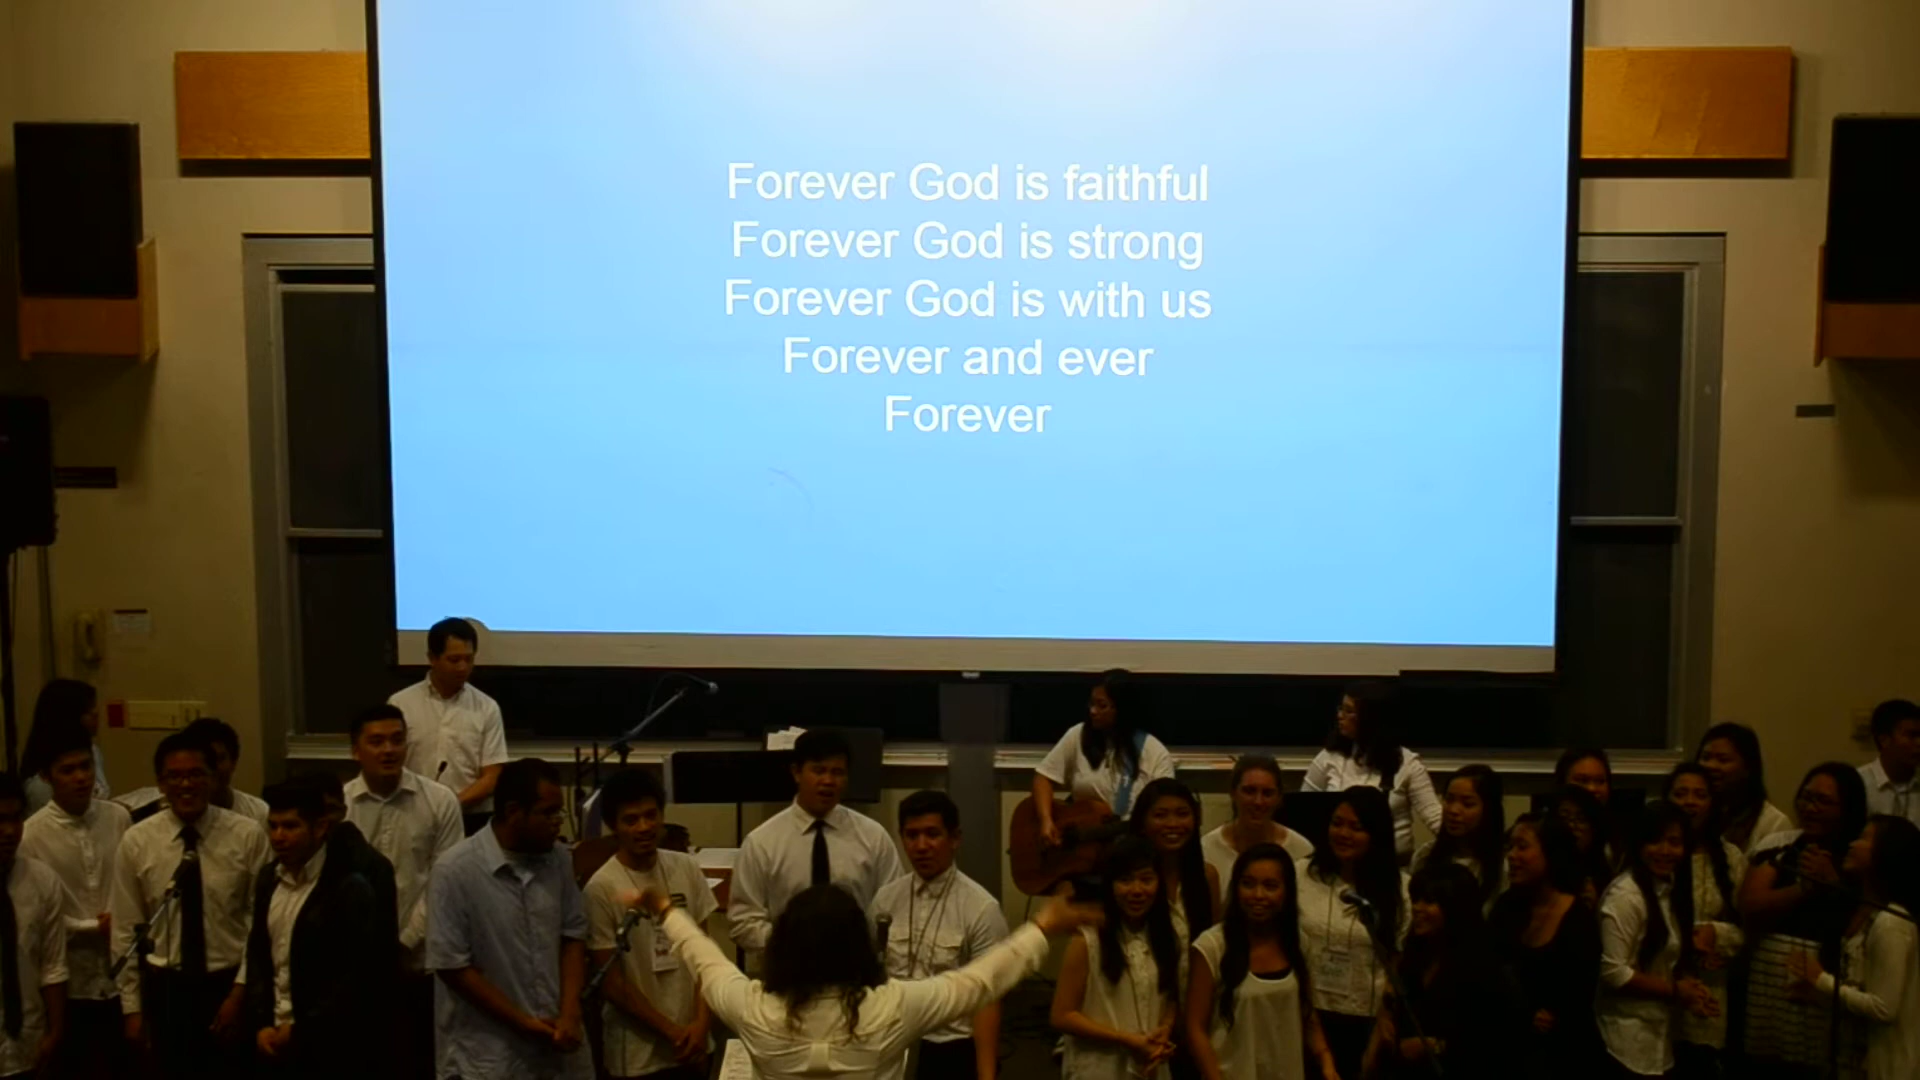 Forever God is faithful
Forever God is strong
Forever God is with us
Forever and ever
Forever